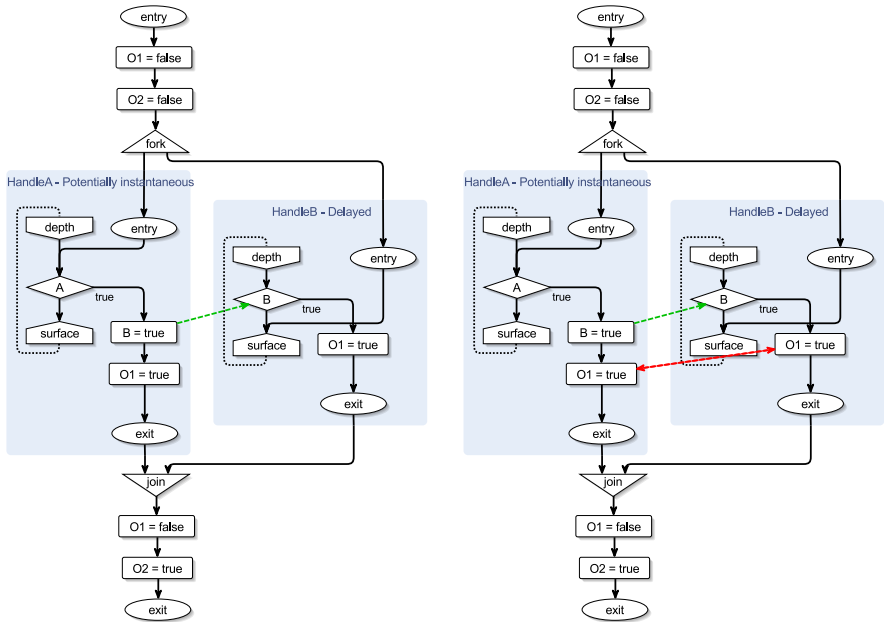 entry
O1 = false
O2 = false
fork
HandleA - Potentially instantaneous
HandleB - Delayed
depth
entry
depth
entry
A
true
B
true
surface
B = true
surface
O1 = true
O1 = true
exit
exit
join
O1 = false
O2 = true
exit
entry
O1 = false
O2 = false
fork
HandleA - Potentially instantaneous
HandleB - Delayed
depth
entry
depth
entry
A
true
B
true
surface
B = true
surface
O1 = true
O1 = true
exit
exit
join
O1 = false
O2 = true
exit